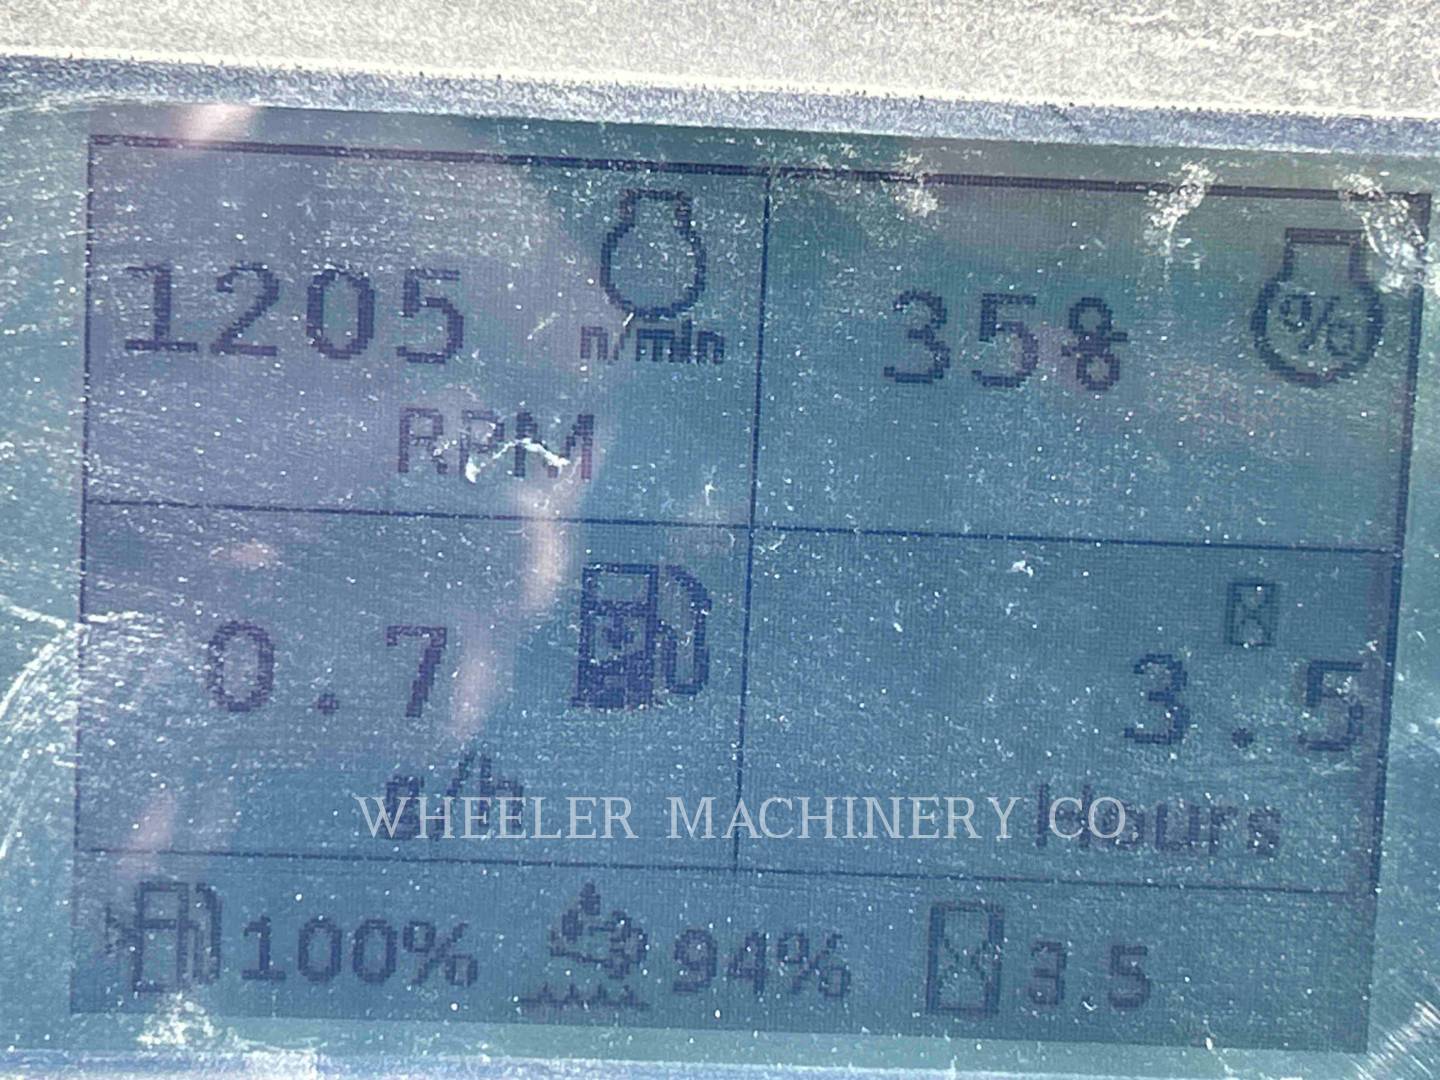 1205 n/min
RPM
35%
%
0.7
g/h
3.5
Hours
WHEELER MACHINERY CO.
100% 94% 3.5